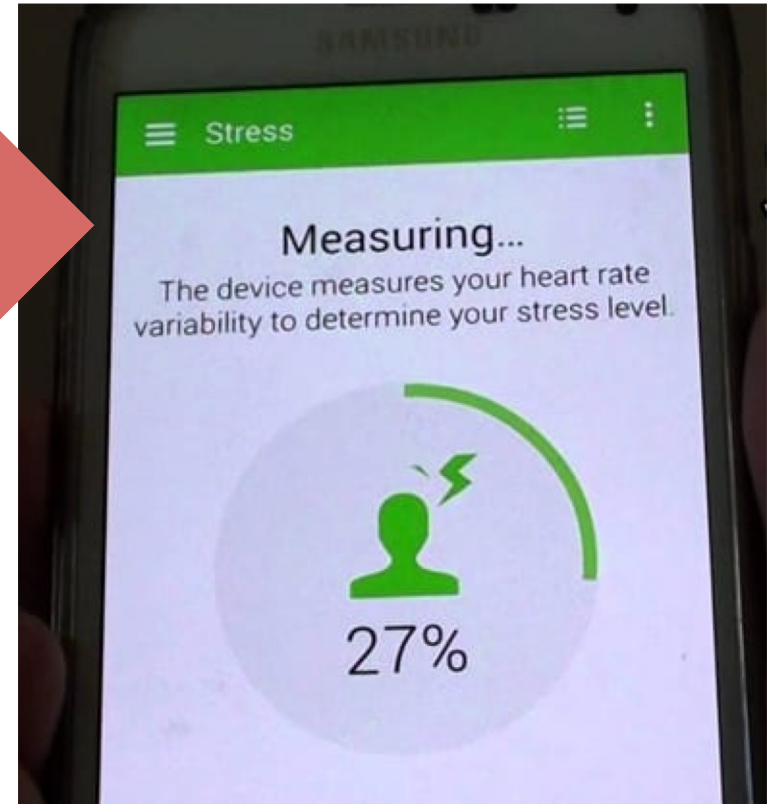 SAMSUNG
Stress
Measuring...
The device measures your heart rate
variability to determine your stress level.
27%